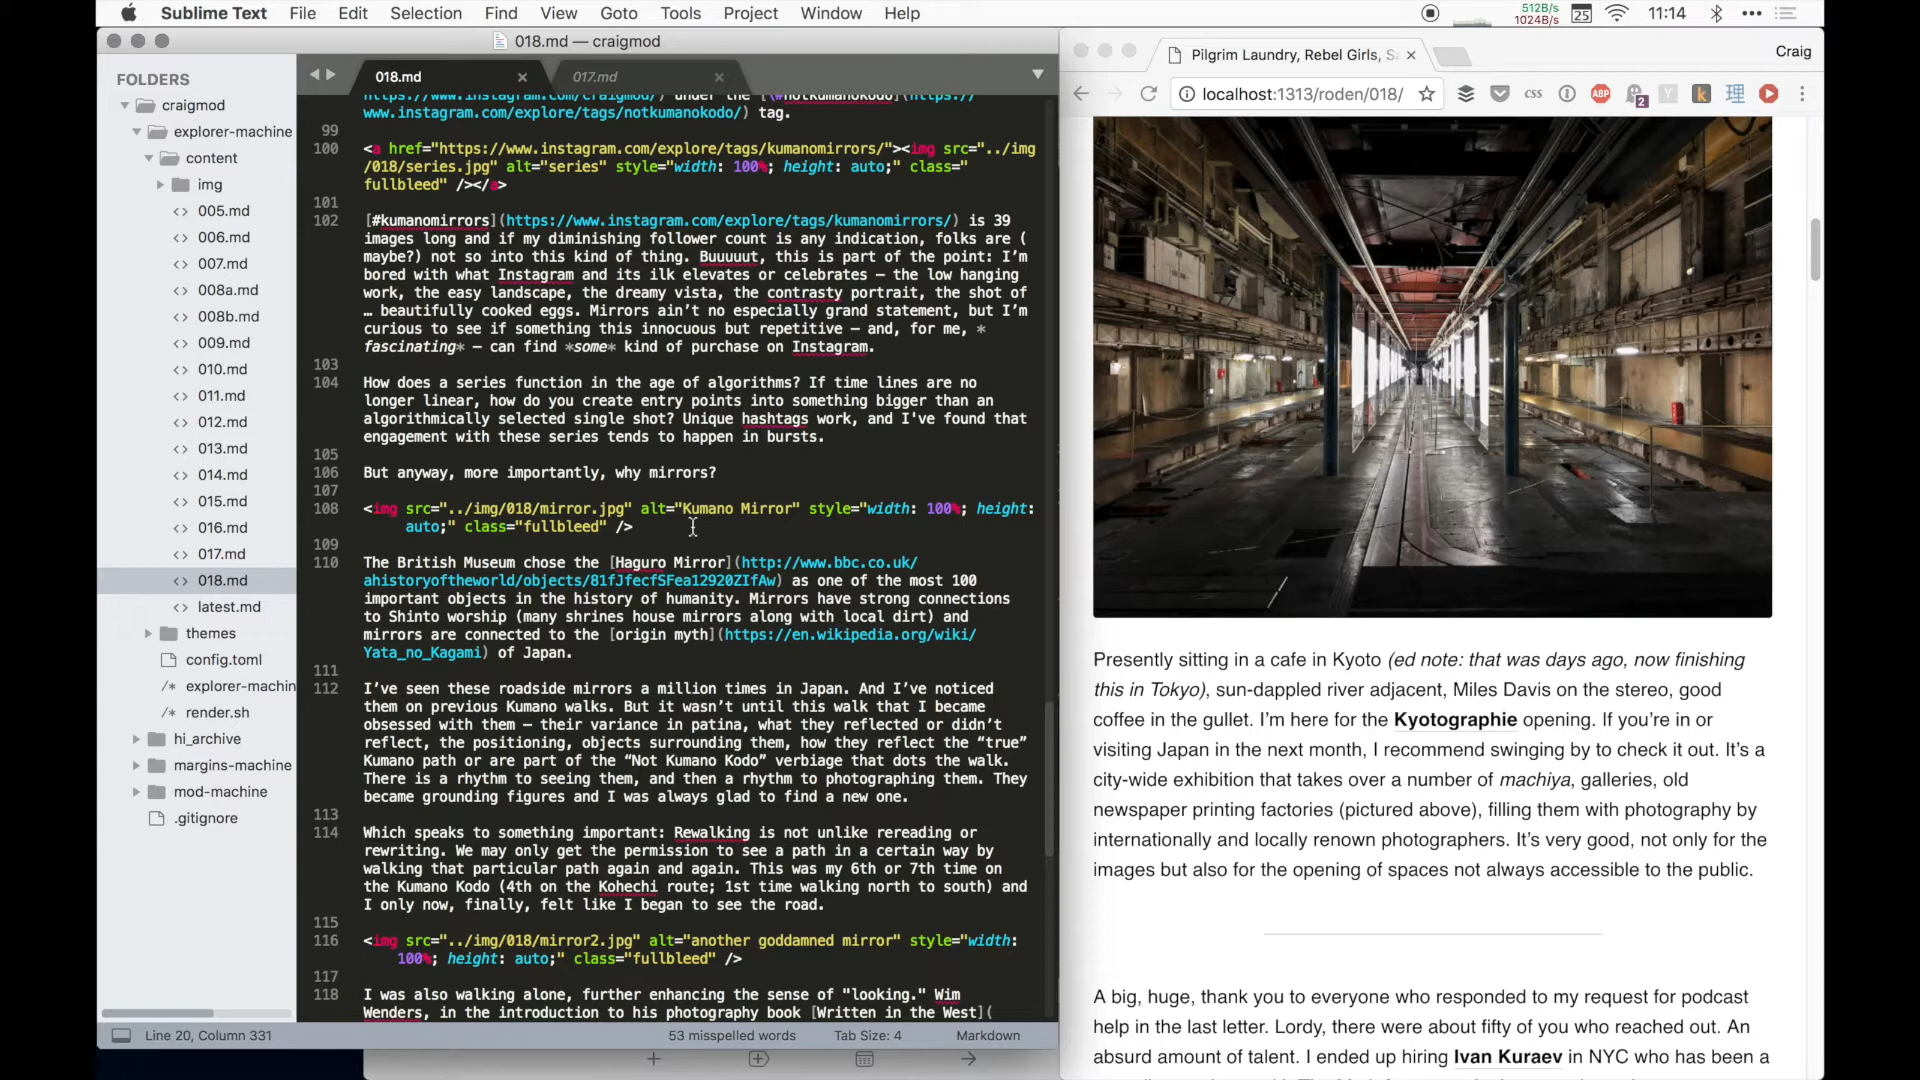 Sublime Text File Edit Selection Find View Goto Tools Project Window Help
512B/s
1024B/s
25
11:14
018.md — craigmod
FOLDERS
craigmod
explorer-machine
content
img
005.md
006.md
007.md
008a.md
008b.md
009.md
010.md
011.md
012.md
013.md
014.md
015.md
016.md
017.md
018.md
latest.md
themes
config.toml
explorer-machin
render.sh
hi_archive
margins-machine
mod-machine
.gitignore
018.md
017.md
https://www.instagram.com/craigmod/) under the [\#notkumanokodo](https://
www.instagram.com/explore/tags/notkumanokodo/) tag.
99
100 <a href="https://www.instagram.com/explore/tags/kumanomirrors/"><img src="../img
/018/series.jpg" alt="series" style="width: 100%; height: auto;" class="
fullbleed" /></a>
101
102 [#kumanomirrors](https://www.instagram.com/explore/tags/kumanomirrors/) is 39
images long and if my diminishing follower count is any indication, folks are (
maybe?) not so into this kind of thing. Buuuuut, this is part of the point: I’m
bored with what Instagram and its ilk elevates or celebrates — the low hanging
work, the easy landscape, the dreamy vista, the contrasty portrait, the shot of
… beautifully cooked eggs. Mirrors ain’t no especially grand statement, but I’m
curious to see if something this innocuous but repetitive — and, for me, *
fascinating* — can find *some* kind of purchase on Instagram.
103
104 How does a series function in the age of algorithms? If time lines are no
longer linear, how do you create entry points into something bigger than an
algorithmically selected single shot? Unique hashtags work, and I've found that
engagement with these series tends to happen in bursts.
105
106 But anyway, more importantly, why mirrors?
107
108 <img src="../img/018/mirror.jpg" alt="Kumano Mirror" style="width: 100%; height:
auto;" class="fullbleed" />
109
110 The British Museum chose the [Haguro Mirror](http://www.bbc.co.uk/
ahistoryoftheworld/objects/81fJfecfSFea12920ZIfAw) as one of the most 100
important objects in the history of humanity. Mirrors have strong connections
to Shinto worship (many shrines house mirrors along with local dirt) and
mirrors are connected to the [origin myth](https://en.wikipedia.org/wiki/
Yata_no_Kagami) of Japan.
111
112 I’ve seen these roadside mirrors a million times in Japan. And I’ve noticed
them on previous Kumano walks. But it wasn’t until this walk that I became
obsessed with them — their variance in patina, what they reflected or didn’t
reflect, the positioning, objects surrounding them, how they reflect the “true”
Kumano path or are part of the “Not Kumano Kodo” verbiage that dots the walk.
There is a rhythm to seeing them, and then a rhythm to photographing them. They
became grounding figures and I was always glad to find a new one.
113
114 Which speaks to something important: Rewalking is not unlike rereading or
rewriting. We may only get the permission to see a path in a certain way by
walking that particular path again and again. This was my 6th or 7th time on
the Kumano Kodo (4th on the Kohechi route; 1st time walking north to south) and
I only now, finally, felt like I began to see the road.
115
116 <img src="../img/018/mirror2.jpg" alt="another goddamned mirror" style="width:
100%; height: auto;" class="fullbleed" />
117
118 I was also walking alone, further enhancing the sense of "looking." Wim
Wenders, in the introduction to his photography book [Written in the West](
Line 20, Column 331
53 misspelled words
Tab Size: 4
Markdown
Pilgrim Laundry, Rebel Girls, S
Craig
localhost:1313/roden/018/
css
ABP
2
Y
k
理
Presently sitting in a cafe in Kyoto (ed note: that was days ago, now finishing
this in Tokyo), sun-dappled river adjacent, Miles Davis on the stereo, good
coffee in the gullet. I’m here for the Kyotographie opening. If you’re in or
visiting Japan in the next month, I recommend swinging by to check it out. It’s a
city-wide exhibition that takes over a number of machiya, galleries, old
newspaper printing factories (pictured above), filling them with photography by
internationally and locally renown photographers. It’s very good, not only for the
images but also for the opening of spaces not always accessible to the public.
A big, huge, thank you to everyone who responded to my request for podcast
help in the last letter. Lordy, there were about fifty of you who reached out. An
absurd amount of talent. I ended up hiring Ivan Kuraev in NYC who has been a